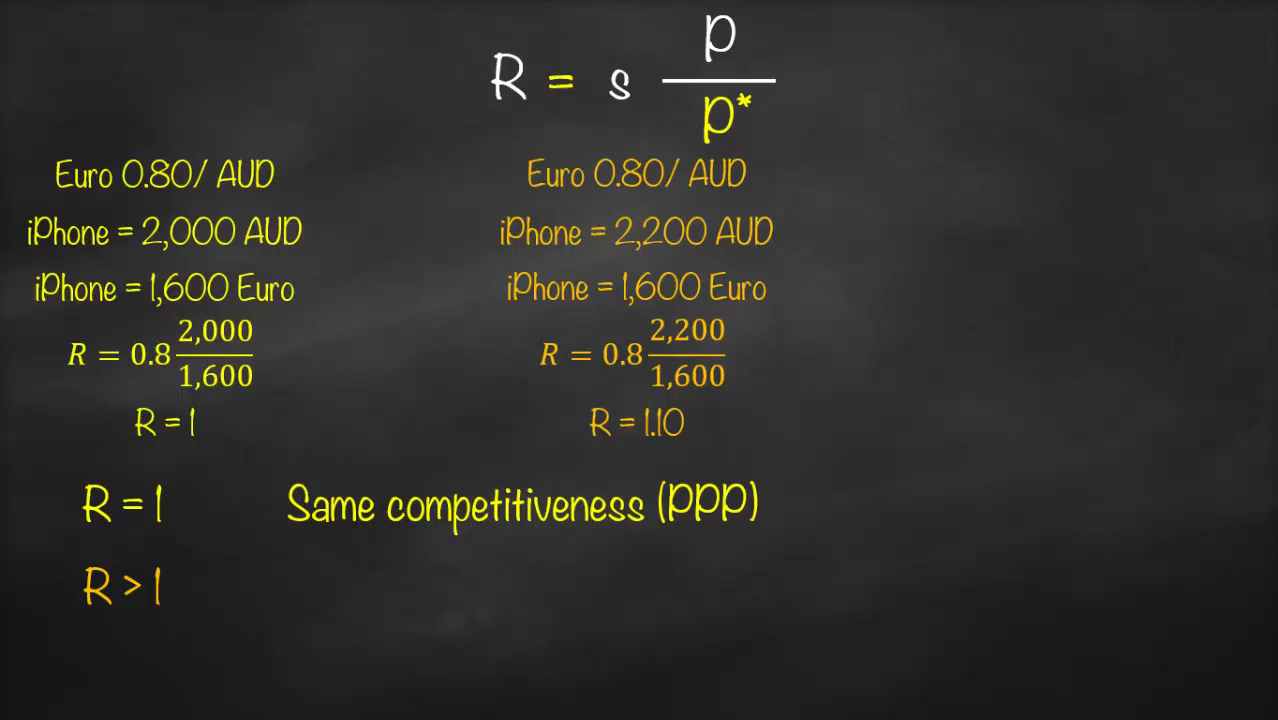 R = s p / p*
Euro 0.80/ AUD
iPhone = 2,000 AUD
iPhone = 1,600 Euro
R = 0.8 2,000 / 1,600
R = 1
Euro 0.80/ AUD
iPhone = 2,200 AUD
iPhone = 1,600 Euro
R = 0.8 2,200 / 1,600
R = 1.10
R = 1 Same competitiveness (PPP)
R > 1